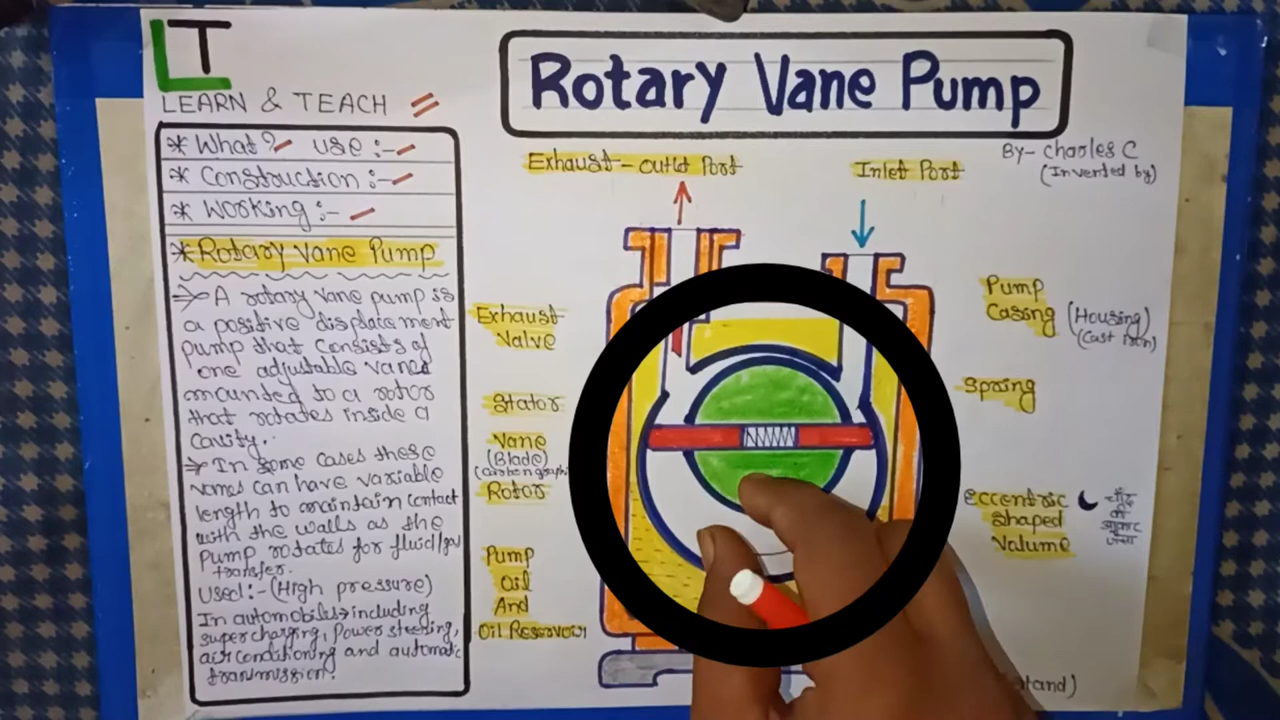 LT
LEARN & TEACH
* What? use :-
* Construction :-
* Working :-
* Rotary Vane Pump
→ A rotary vane pump is
a positive displacement
pump that consists of
one adjustable vanes
mounted to a rotor
that rotates inside a
cavity.
→ In some cases these
vanes can have variable
length to maintain contact
with the walls as the
Pump rotates for fluid/gas
transfer.
Used :- (High pressure)
In automobiles → including
supercharging, Power steering,
air conditioning and automatic
transmission.
Rotary Vane Pump
By - Charles C
(Invented by)
Exhaust - Outlet Port
Inlet Port
Exhaust
Valve
Stator
Vane
(Blade)
Rotor
Pump
Oil
And
Oil Reservour
Pump
Casing (Housing)
(Cast iron)
Spring
Eccentric
Shaped
Volume
चाँद
की
आकार